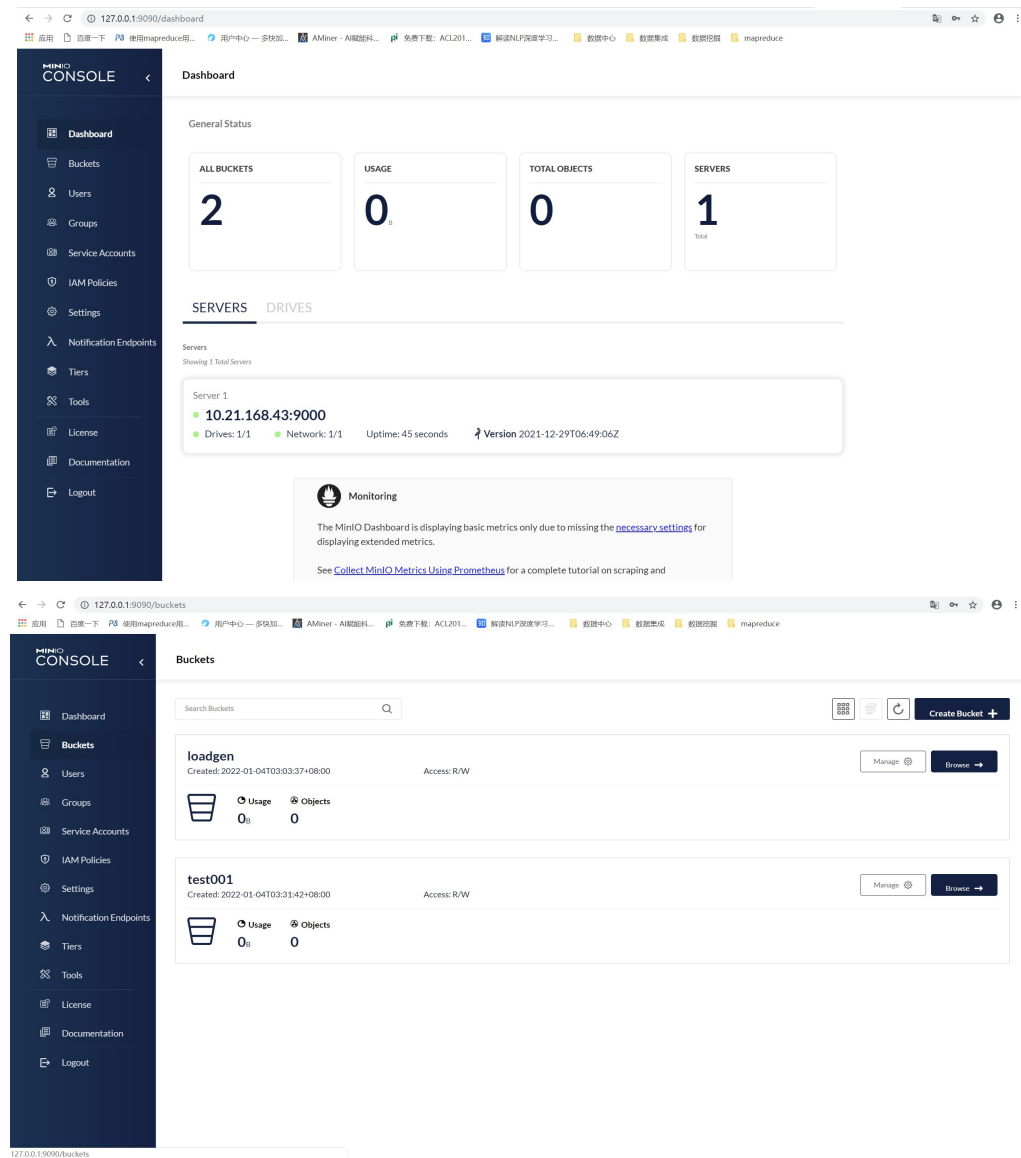 127.0.0.1:9090/dashboard
应用 百度一下 使用mapreduce用... 用户中心 — 多快加... AMiner - AI赋能科... 免费下载：ACL201... 解读NLP深度学习... 数据中心 数据集成 数据挖掘 mapreduce
MINIO
CONSOLE
Dashboard
General Status
Dashboard
Buckets
Users
Groups
Service Accounts
IAM Policies
Settings
Notification Endpoints
Tiers
Tools
License
Documentation
Logout
ALL BUCKETS
2
USAGE
0 B
TOTAL OBJECTS
0
SERVERS
1
Total
SERVERS DRIVES
Servers
Showing 1 Total Servers
Server 1
10.21.168.43:9000
Drives: 1/1 Network: 1/1 Uptime: 45 seconds Version 2021-12-29T06:49:06Z
Monitoring
The MinIO Dashboard is displaying basic metrics only due to missing the necessary settings for
displaying extended metrics.
See Collect MinIO Metrics Using Prometheus for a complete tutorial on scraping and
127.0.0.1:9090/buckets
应用 百度一下 使用mapreduce用... 用户中心 — 多快加... AMiner - AI赋能科... 免费下载：ACL201... 解读NLP深度学习... 数据中心 数据集成 数据挖掘 mapreduce
MINIO
CONSOLE
Buckets
Dashboard
Buckets
Users
Groups
Service Accounts
IAM Policies
Settings
Notification Endpoints
Tiers
Tools
License
Documentation
Logout
Search Buckets
Create Bucket
loadgen
Created: 2022-01-04T03:03:37+08:00 Access: R/W
Manage Browse
Usage Objects
0 B 0
test001
Created: 2022-01-04T03:31:42+08:00 Access: R/W
Manage Browse
Usage Objects
0 B 0
127.0.0.1:9090/buckets